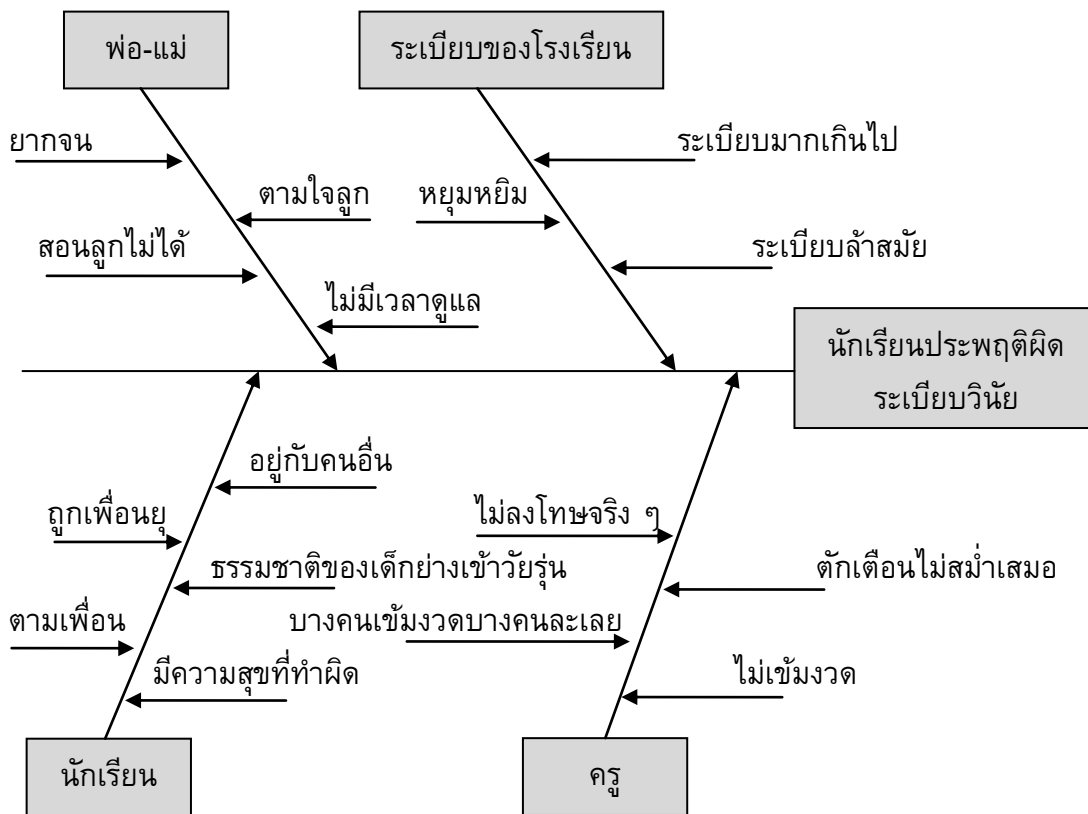 พ่อ-แม่
ระเบียบของโรงเรียน
ยากจน
ระเบียบมากเกินไป
ตามใจลูก
หยุมหยิม
สอนลูกไม่ได้
ระเบียบล้าสมัย
ไม่มีเวลาดูแล
นักเรียนประพฤติผิด
ระเบียบวินัย
อยู่กับคนอื่น
ถูกเพื่อนยุ
ไม่ลงโทษจริง ๆ
ธรรมชาติของเด็กย่างเข้าวัยรุ่น
ตักเตือนไม่สม่ำเสมอ
ตามเพื่อน
บางคนเข้มงวดบางคนละเลย
มีความสุขที่ทำผิด
ไม่เข้มงวด
นักเรียน
ครู